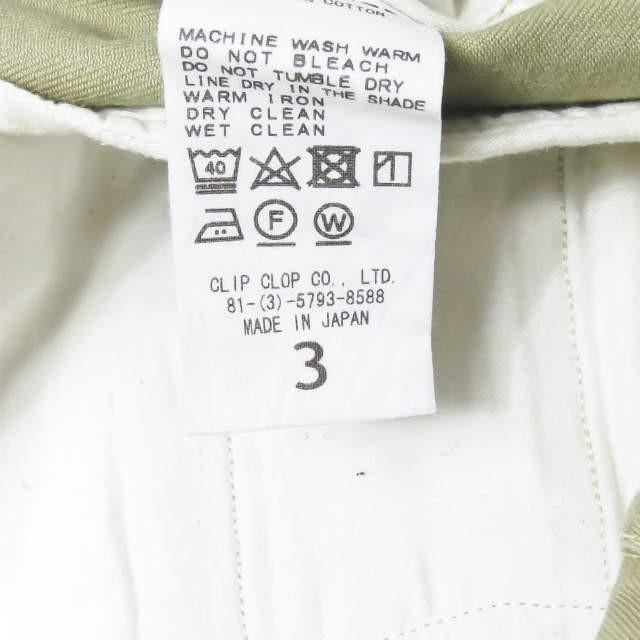 COTTON
MACHINE WASH WARM
DO NOT BLEACH
DO NOT TUMBLE DRY
LINE DRY IN THE SHADE
WARM IRON
DRY CLEAN
WET CLEAN
40
F W
CLIP CLOP CO., LTD.
81-(3)-5793-8588
MADE IN JAPAN
3